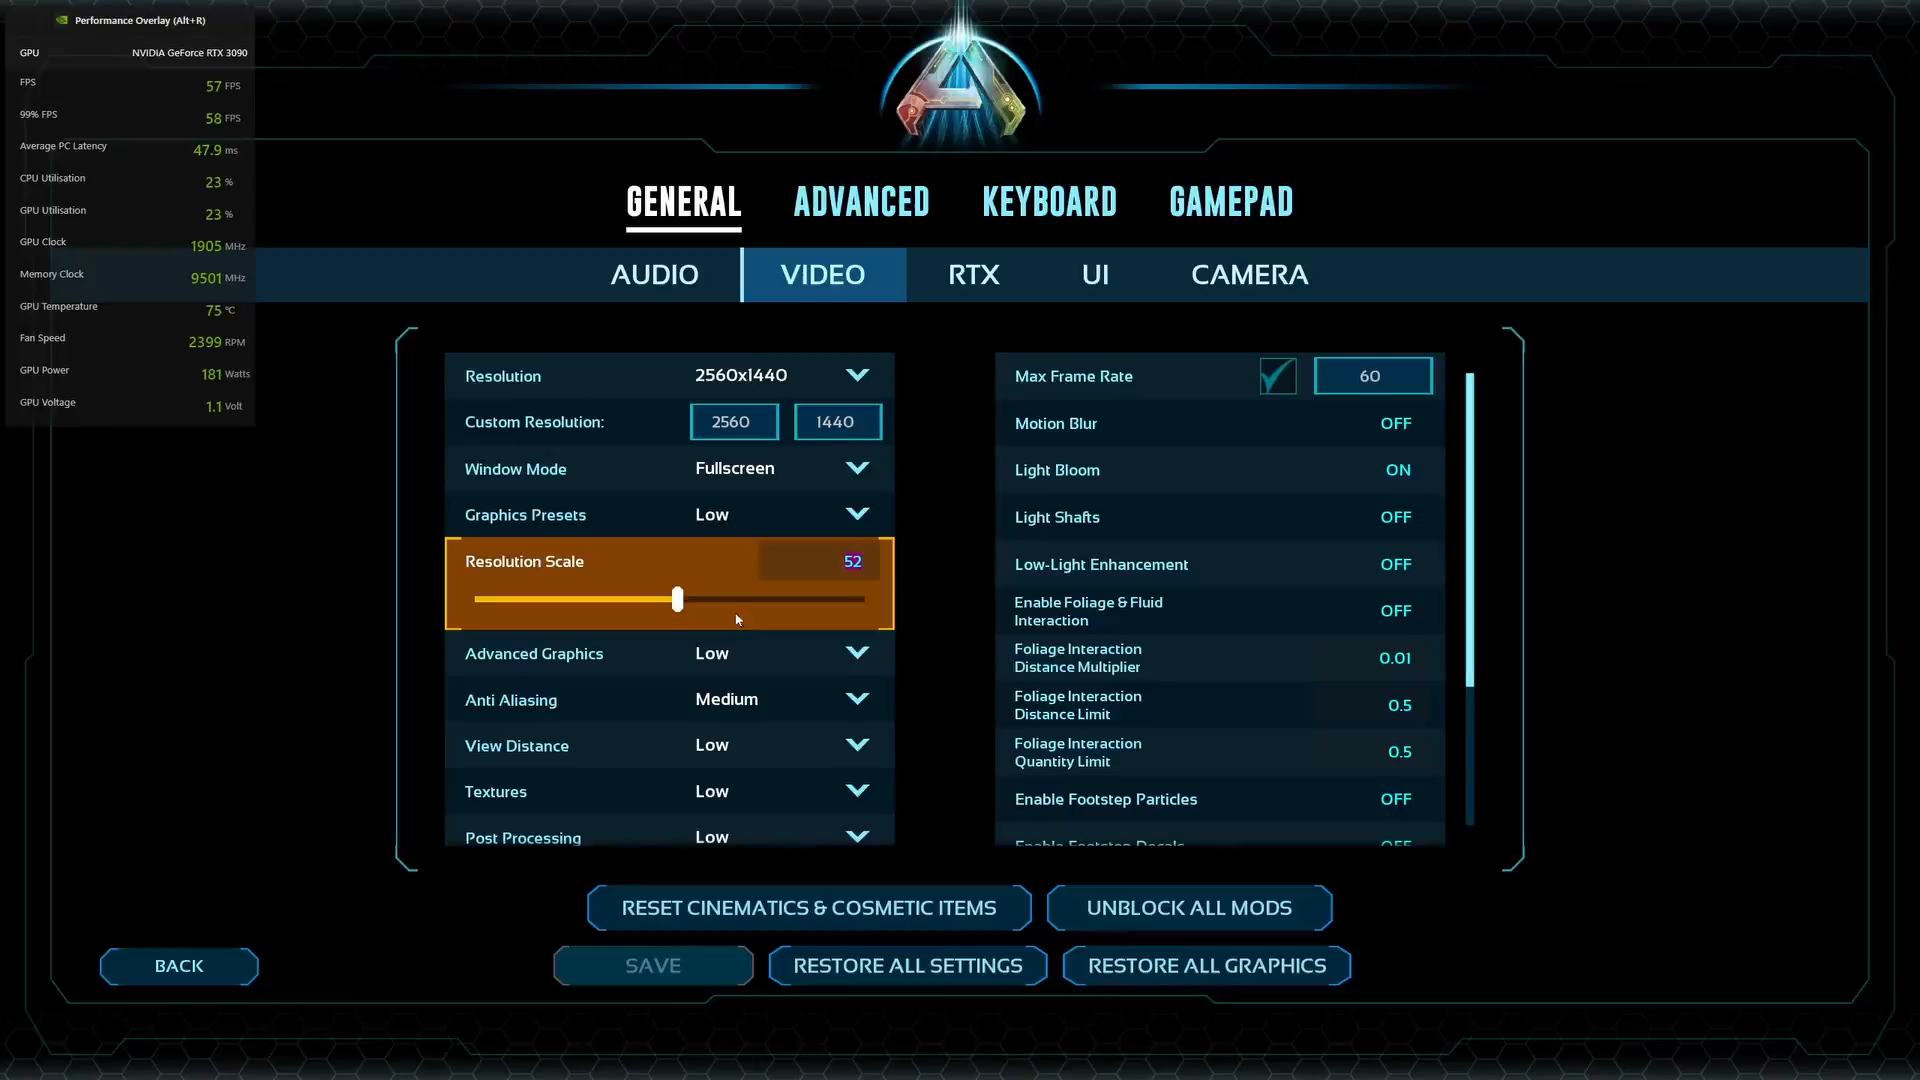 Performance Overlay (Alt+R)
GPU NVIDIA GeForce RTX 3090
FPS 57 FPS
99% FPS 58 FPS
Average PC Latency 47.9 ms
CPU Utilisation 23 %
GPU Utilisation 23 %
GPU Clock 1905 MHz
Memory Clock 9501 MHz
GPU Temperature 75 °C
Fan Speed 2399 RPM
GPU Power 181 Watts
GPU Voltage 1.1 Volt
GENERAL ADVANCED KEYBOARD GAMEPAD
AUDIO VIDEO RTX UI CAMERA
Resolution 2560x1440
Custom Resolution: 2560 1440
Window Mode Fullscreen
Graphics Presets Low
Resolution Scale 52
Advanced Graphics Low
Anti Aliasing Medium
View Distance Low
Textures Low
Post Processing Low
Max Frame Rate 60
Motion Blur OFF
Light Bloom ON
Light Shafts OFF
Low-Light Enhancement OFF
Enable Foliage & Fluid
Interaction OFF
Foliage Interaction
Distance Multiplier 0.01
Foliage Interaction
Distance Limit 0.5
Foliage Interaction
Quantity Limit 0.5
Enable Footstep Particles OFF
Enable Footstep Decals OFF
RESET CINEMATICS & COSMETIC ITEMS UNBLOCK ALL MODS
BACK SAVE RESTORE ALL SETTINGS RESTORE ALL GRAPHICS